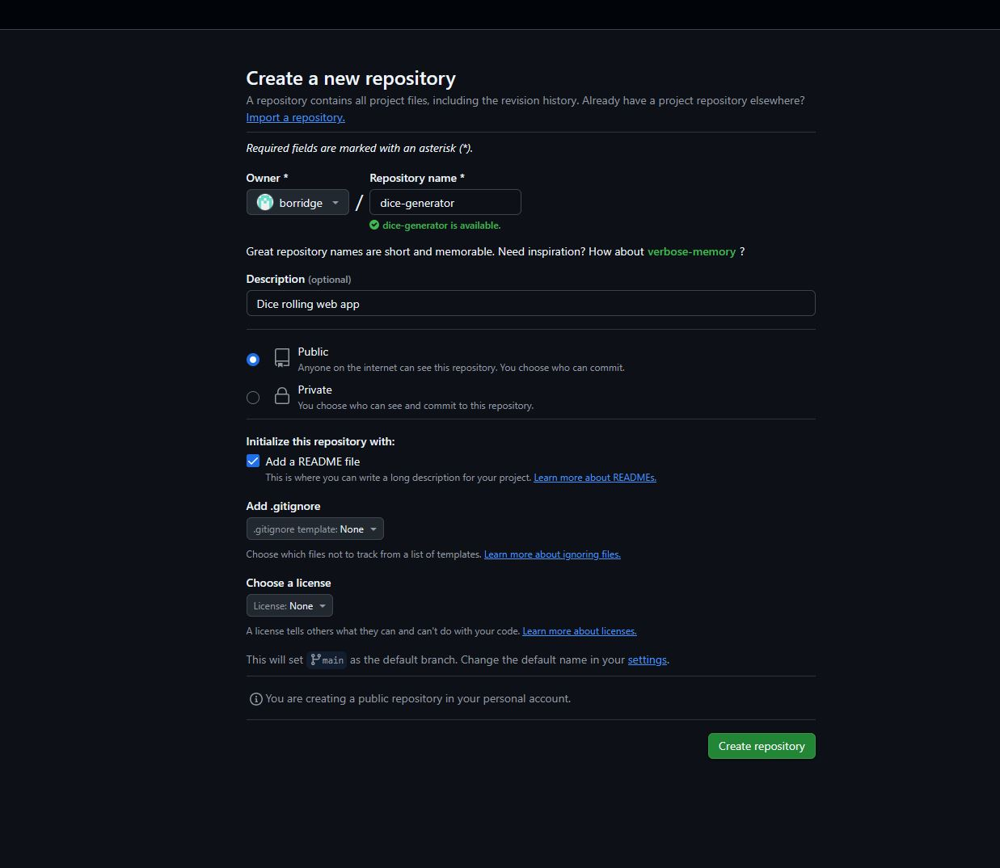 Create a new repository
A repository contains all project files, including the revision history. Already have a project repository elsewhere?
Import a repository.
Required fields are marked with an asterisk (*).
Owner * Repository name *
borridge / dice-generator
dice-generator is available.
Great repository names are short and memorable. Need inspiration? How about verbose-memory ?
Description (optional)
Dice rolling web app
Public
Anyone on the internet can see this repository. You choose who can commit.
Private
You choose who can see and commit to this repository.
Initialize this repository with:
Add a README file
This is where you can write a long description for your project. Learn more about READMEs.
Add .gitignore
.gitignore template: None
Choose which files not to track from a list of templates. Learn more about ignoring files.
Choose a license
License: None
A license tells others what they can and can't do with your code. Learn more about licenses.
This will set main as the default branch. Change the default name in your settings.
You are creating a public repository in your personal account.
Create repository